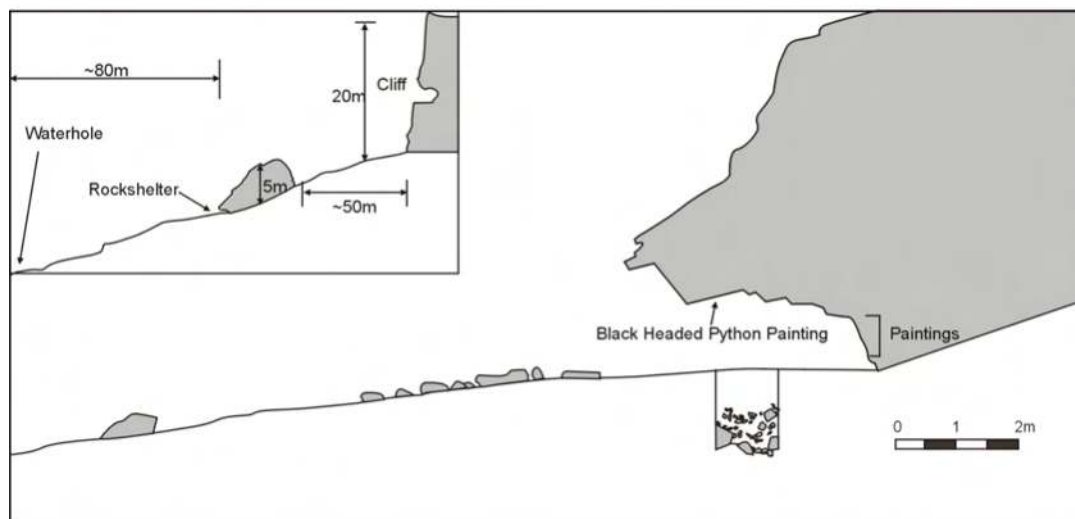 ~80m
20m
Cliff
Waterhole
Rockshelter
5m
~50m
Black Headed Python Painting
Paintings
0 1 2m